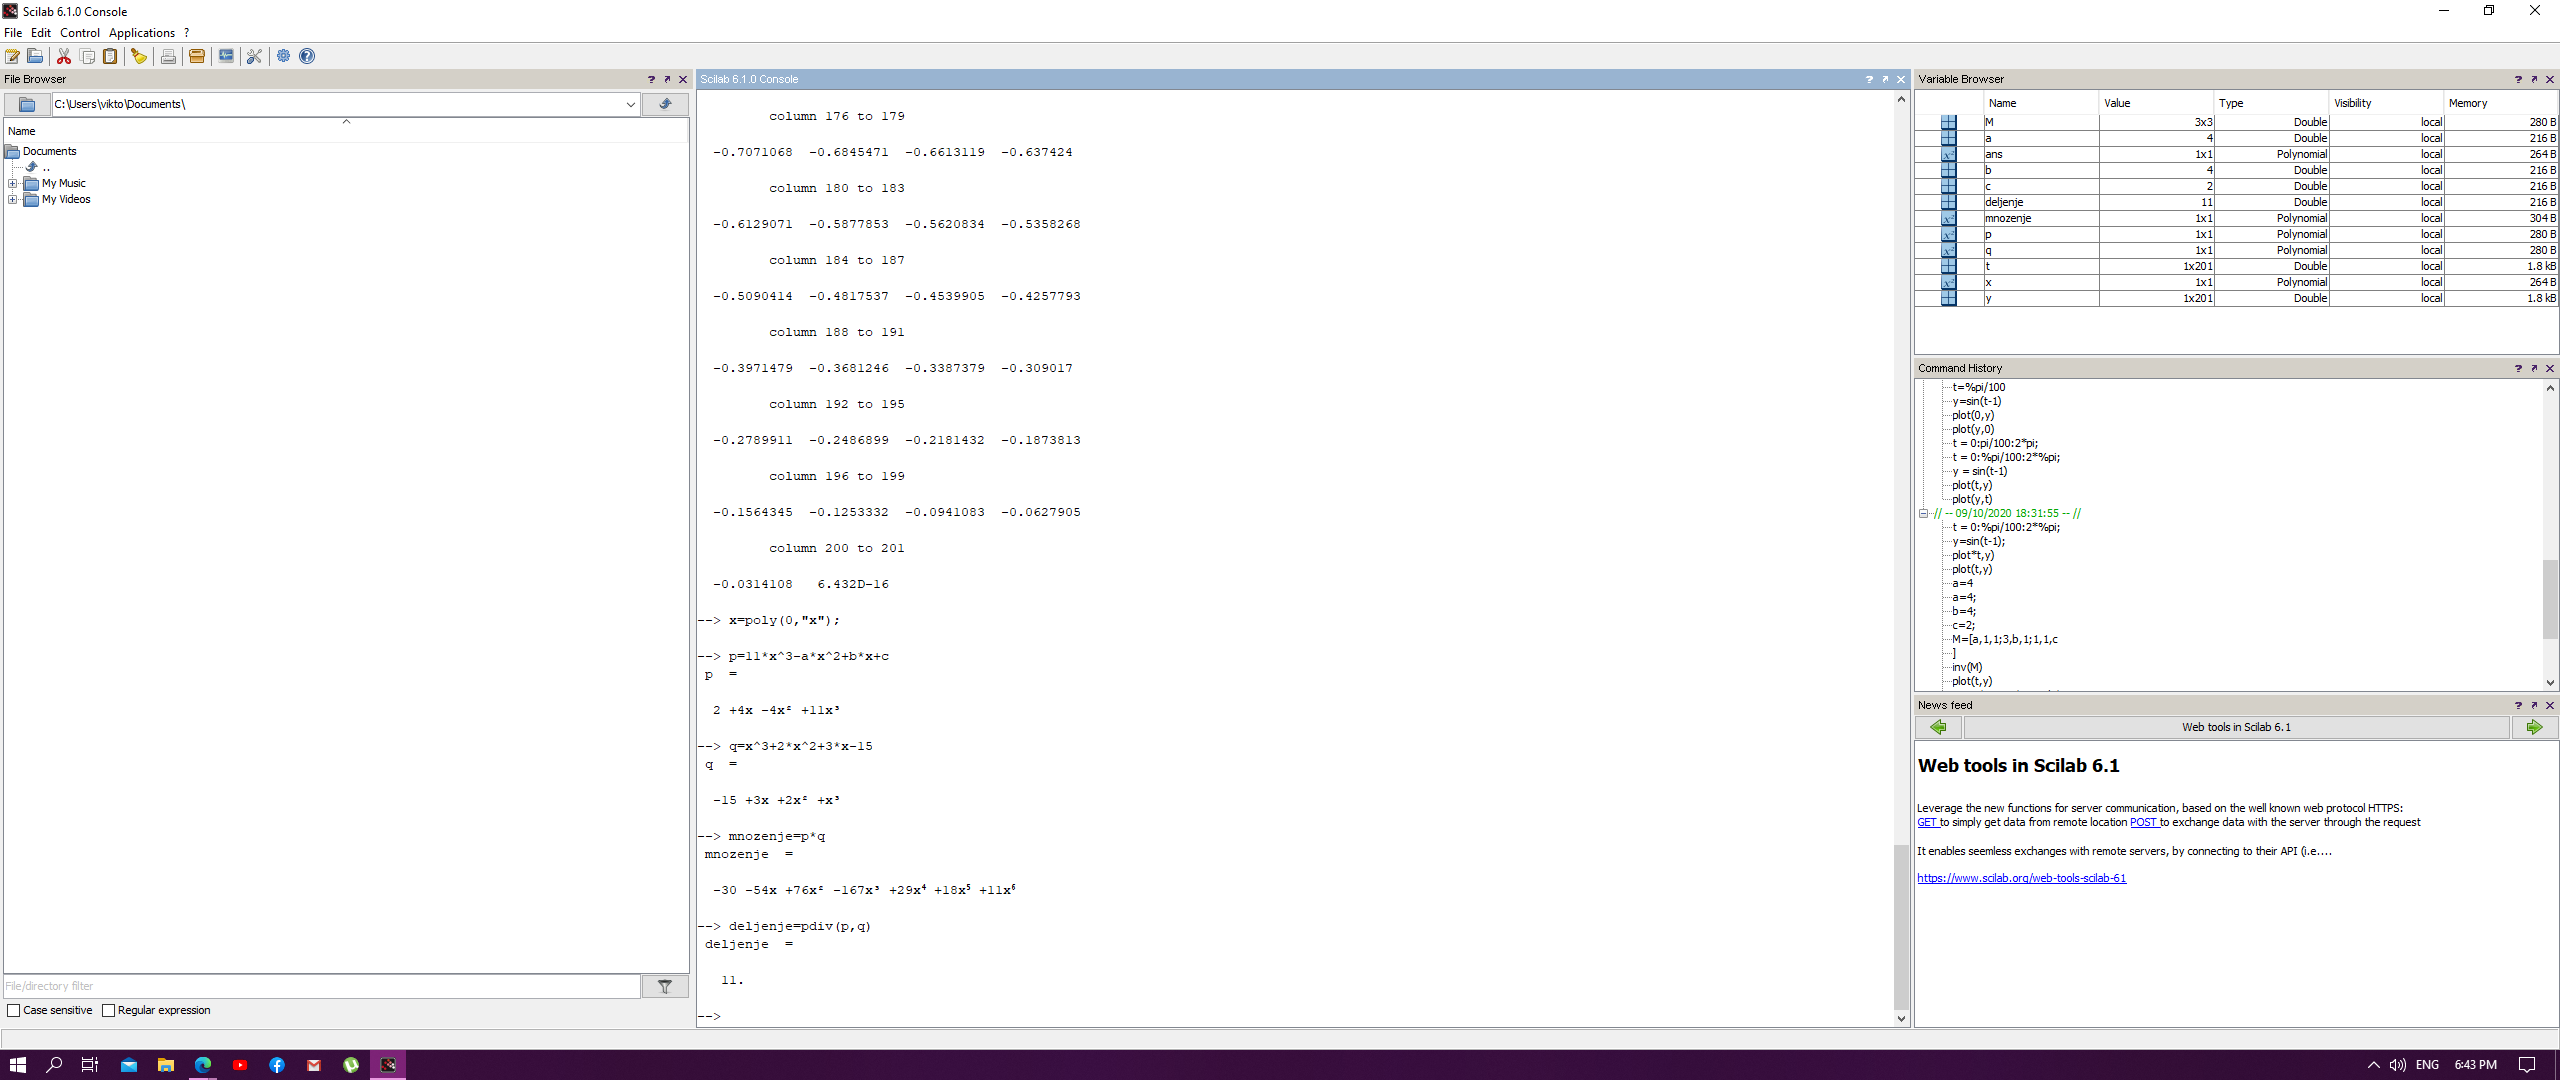 Scilab 6.1.0 Console
File Edit Control Applications ?
File Browser
C:\Users\vikto\Documents\
Name
Documents
..
My Music
My Videos
File/directory filter
Case sensitive Regular expression
Scilab 6.1.0 Console
column 176 to 179
-0.7071068 -0.6845471 -0.6613119 -0.637424
column 180 to 183
-0.6129071 -0.5877853 -0.5620834 -0.5358268
column 184 to 187
-0.5090414 -0.4817537 -0.4539905 -0.4257793
column 188 to 191
-0.3971479 -0.3681246 -0.3387379 -0.309017
column 192 to 195
-0.2789911 -0.2486899 -0.2181432 -0.1873813
column 196 to 199
-0.1564345 -0.1253332 -0.0941083 -0.0627905
column 200 to 201
-0.0314108 6.432D-16
--> x=poly(0,"x");
--> p=11*x^3-a*x^2+b*x+c
p =
2 +4x -4x² +11x³
--> q=x^3+2*x^2+3*x-15
q =
-15 +3x +2x² +x³
--> mnozenje=p*q
mnozenje =
-30 -54x +76x² -167x³ +29x⁴ +18x⁵ +11x⁶
--> deljenje=pdiv(p,q)
deljenje =
11.
-->
Variable Browser
Name Value Type Visibility Memory
M 3x3 Double local 280 B
a 4 Double local 216 B
ans 1x1 Polynomial local 264 B
b 4 Double local 216 B
c 2 Double local 216 B
deljenje 11 Double local 216 B
mnozenje 1x1 Polynomial local 304 B
p 1x1 Polynomial local 280 B
q 1x1 Polynomial local 280 B
t 1x201 Double local 1.8 kB
x 1x1 Polynomial local 264 B
y 1x201 Double local 1.8 kB
Command History
t=%pi/100
y=sin(t-1)
plot(0,y)
plot(y,0)
t = 0:pi/100:2*pi;
t = 0:%pi/100:2*%pi;
y = sin(t-1)
plot(t,y)
plot(y,t)
// -- 09/10/2020 18:31:55 -- //
t = 0:%pi/100:2*%pi;
y=sin(t-1);
plot*t,y)
plot(t,y)
a=4
a=4;
b=4;
c=2;
M=[a,1,1;3,b,1;1,1,c
]
inv(M)
plot(t,y)
News feed
Web tools in Scilab 6.1
Web tools in Scilab 6.1
Leverage the new functions for server communication, based on the well known web protocol HTTPS:
GET to simply get data from remote location POST to exchange data with the server through the request
It enables seemless exchanges with remote servers, by connecting to their API (i.e....
https://www.scilab.org/web-tools-scilab-61
ENG 6:43 PM